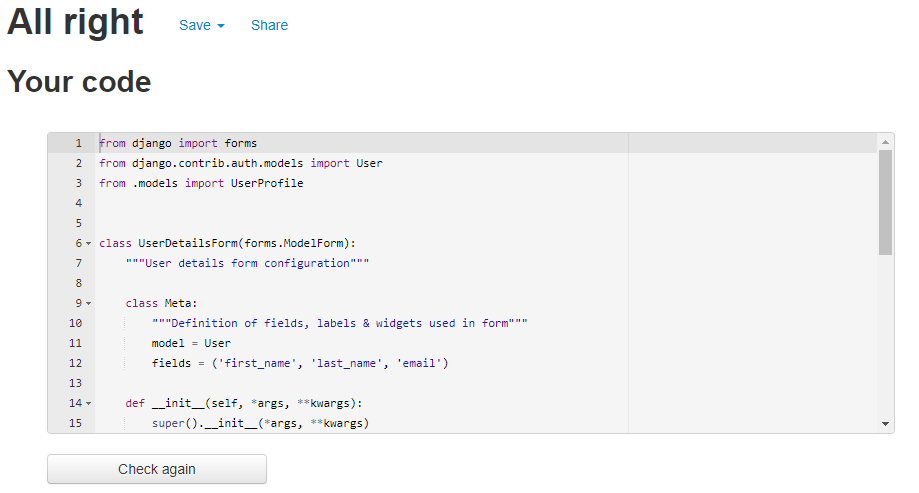 All right Save Share
Your code
1 from django import forms
2 from django.contrib.auth.models import User
3 from .models import UserProfile
4
5
6 class UserDetailsForm(forms.ModelForm):
7     """User details form configuration"""
8
9     class Meta:
10         """Definition of fields, labels & widgets used in form"""
11         model = User
12         fields = ('first_name', 'last_name', 'email')
13
14     def __init__(self, *args, **kwargs):
15         super().__init__(*args, **kwargs)
Check again